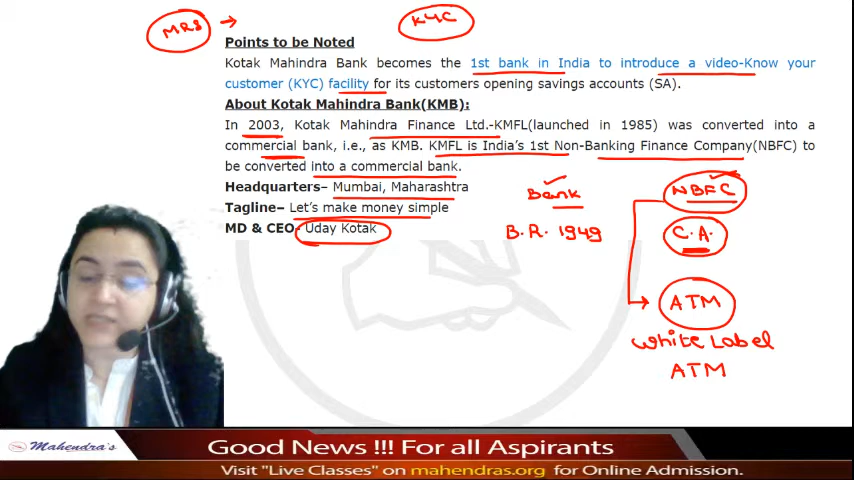 MRS →
KYC
Points to be Noted
Kotak Mahindra Bank becomes the 1st bank in India to introduce a video-Know your
customer (KYC) facility for its customers opening savings accounts (SA).
About Kotak Mahindra Bank(KMB):
In 2003, Kotak Mahindra Finance Ltd.-KMFL(launched in 1985) was converted into a
commercial bank, i.e., as KMB. KMFL is India's 1st Non-Banking Finance Company(NBFC) to
be converted into a commercial bank.
Headquarters– Mumbai, Maharashtra
Tagline– Let's make money simple
MD & CEO- Uday Kotak
Bank
NBFC
B.R. 1949
C.A.
ATM
White Label
ATM
Mahendra's
Good News !!! For all Aspirants
Visit "Live Classes" on mahendras.org for Online Admission.